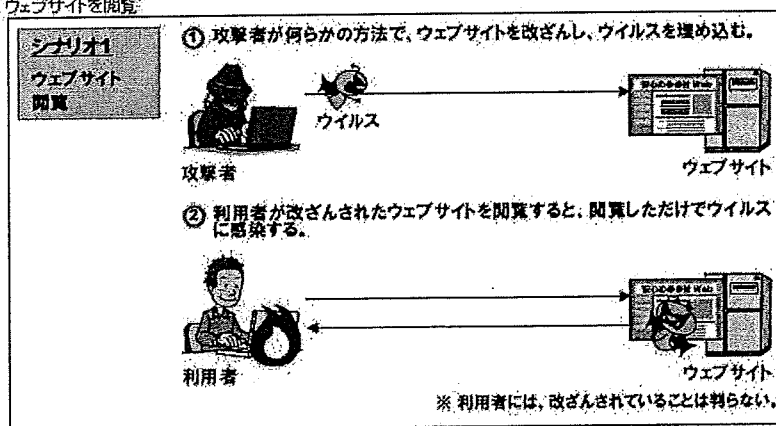 ウェブサイトを閲覧
シナリオ1
ウェブサイト
閲覧
① 攻撃者が何らかの方法で、ウェブサイトを改ざんし、ウイルスを埋め込む。
ウイルス
攻撃者
ウェブサイト
② 利用者が改ざんされたウェブサイトを閲覧すると、閲覧しただけでウイルス
に感染する。
利用者
ウェブサイト
※ 利用者には、改ざんされていることは判らない。